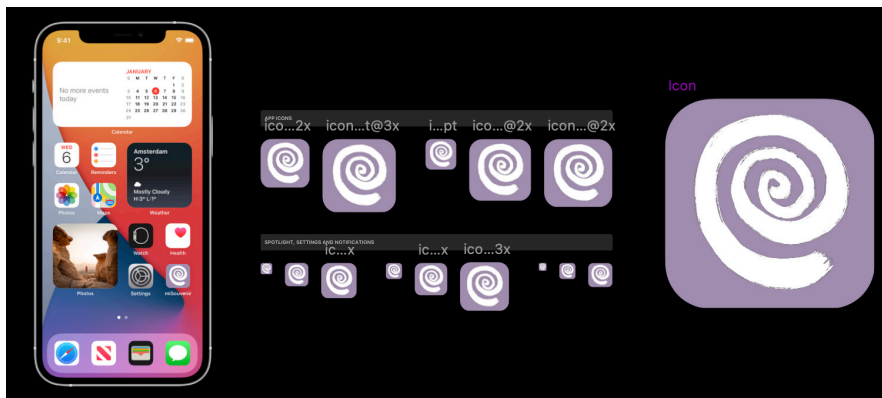 9:41
No more events today
JANUARY
S M T W T F S
1 2
3 4 5 6 7 8 9
10 11 12 13 14 15 16
17 18 19 20 21 22 23
24 25 26 27 28 29 30
31
Calendar
WED
6
Calendar
Reminders
Amsterdam
3°
Mostly Cloudy
H:3° L:1°
Weather
Photos
Maps
Watch
Health
Photos
Settings
miSouvenir
APP ICONS
ico...2x
icon...t@3x
i...pt
ico...@2x
icon...@2x
SPOTLIGHT, SETTINGS AND NOTIFICATIONS
ic...x
ic...x
ico...3x
Icon